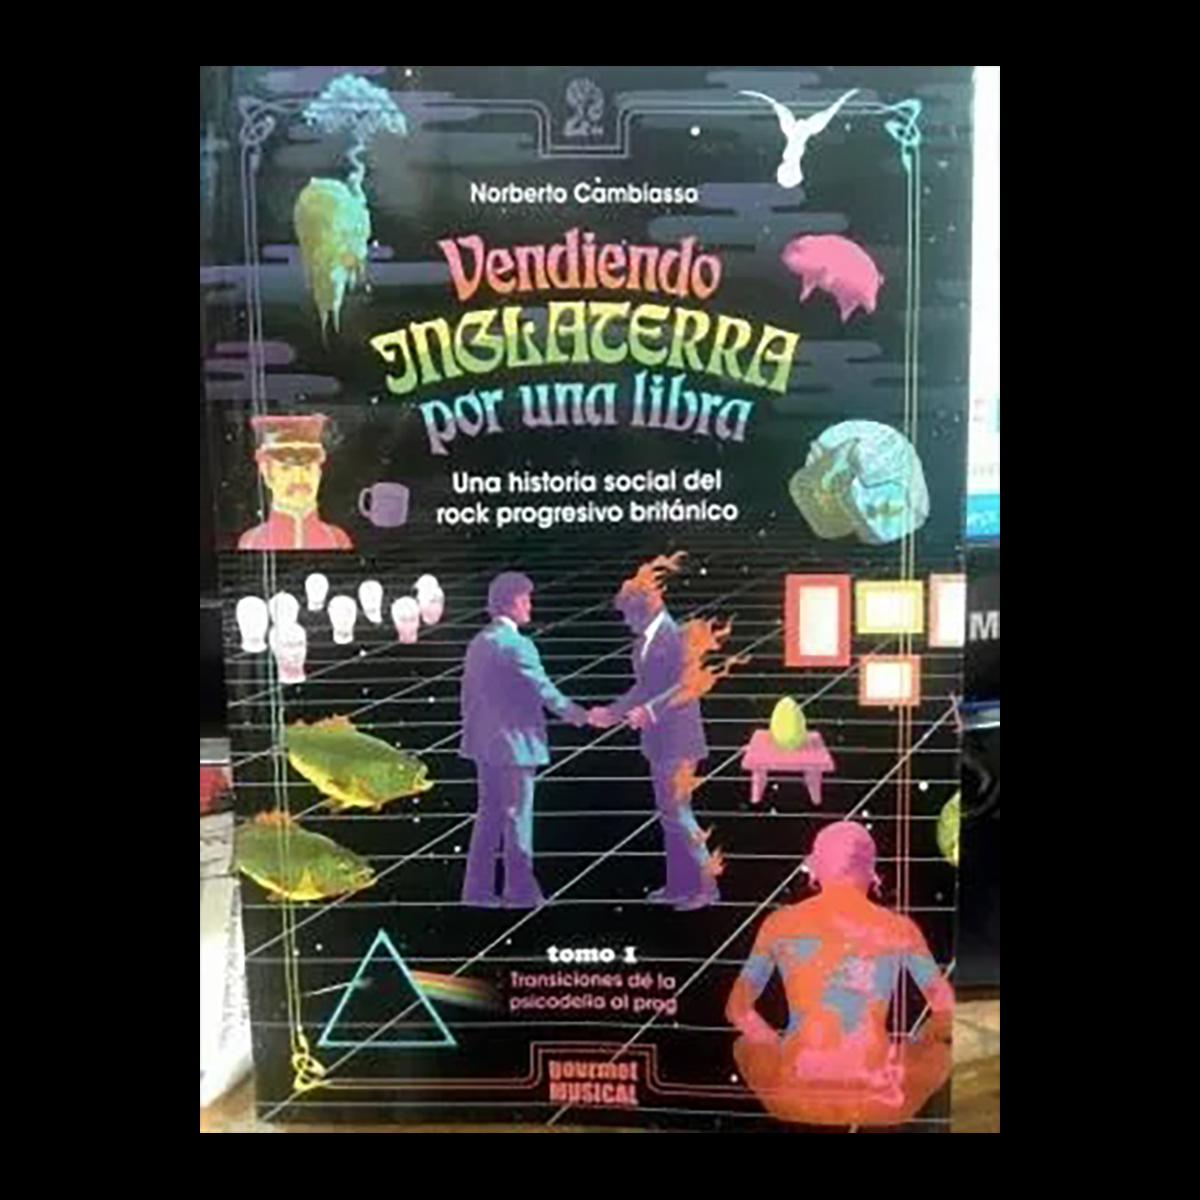 Norberto Cambiasso
Vendiendo
INGLATERRA
por una libra
Una historia social del
rock progresivo británico
tomo 1
Transiciones de la
psicodelia al prog
Gourmet
MUSICAL
M